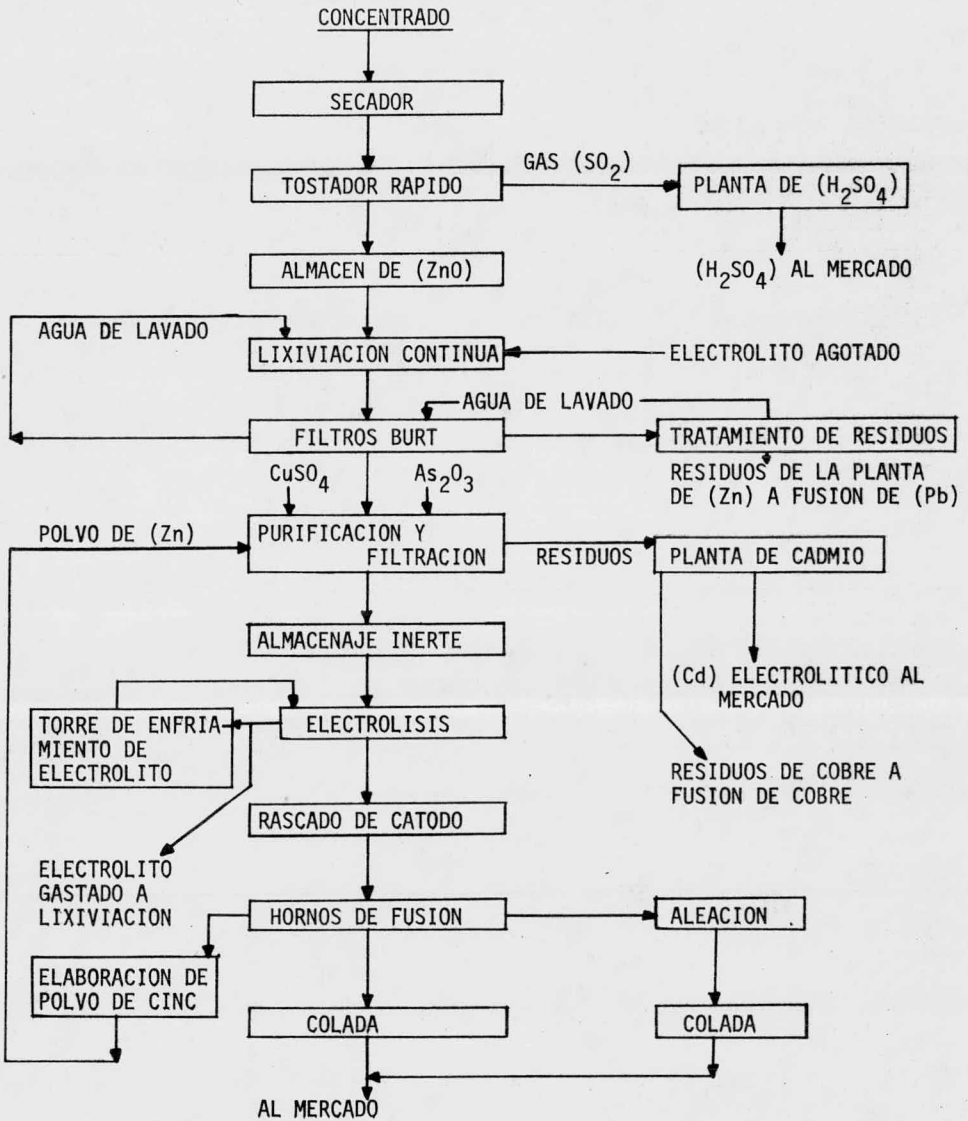 CONCENTRADO
SECADOR
GAS (SO2)
TOSTADOR RAPIDO
PLANTA DE (H2SO4)
ALMACEN DE (ZnO)
(H2SO4) AL MERCADO
AGUA DE LAVADO
LIXIVIACION CONTINUA
ELECTROLITO AGOTADO
AGUA DE LAVADO
FILTROS BURT
TRATAMIENTO DE RESIDUOS
RESIDUOS DE LA PLANTA
DE (Zn) A FUSION DE (Pb)
CuSO4
As2O3
POLVO DE (Zn)
PURIFICACION Y
FILTRACION
RESIDUOS
PLANTA DE CADMIO
ALMACENAJE INERTE
(Cd) ELECTROLITICO AL
MERCADO
TORRE DE ENFRIA
MIENTO DE
ELECTROLITO
ELECTROLISIS
RESIDUOS DE COBRE A
FUSION DE COBRE
RASCADO DE CATODO
ELECTROLITO
GASTADO A
LIXIVIACION
HORNOS DE FUSION
ALEACION
ELABORACION DE
POLVO DE CINC
COLADA
COLADA
AL MERCADO